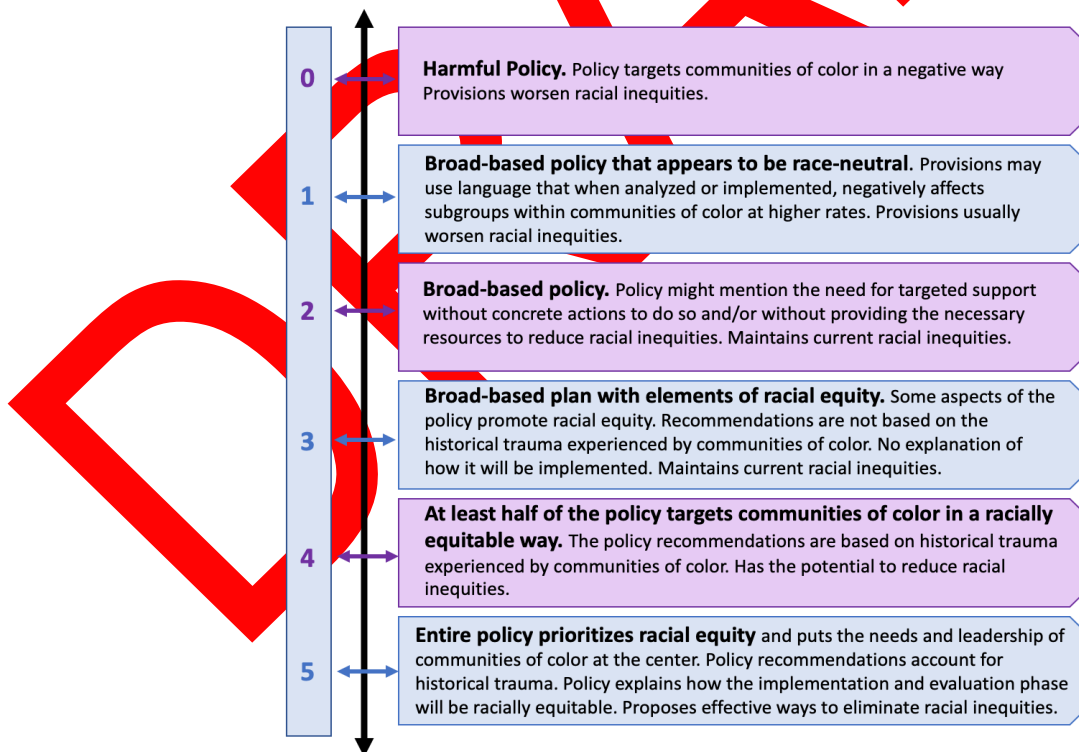 0
Harmful Policy. Policy targets communities of color in a negative way
Provisions worsen racial inequities.
1
Broad-based policy that appears to be race-neutral. Provisions may
use language that when analyzed or implemented, negatively affects
subgroups within communities of color at higher rates. Provisions usually
worsen racial inequities.
2
Broad-based policy. Policy might mention the need for targeted support
without concrete actions to do so and/or without providing the necessary
resources to reduce racial inequities. Maintains current racial inequities.
3
Broad-based plan with elements of racial equity. Some aspects of the
policy promote racial equity. Recommendations are not based on the
historical trauma experienced by communities of color. No explanation of
how it will be implemented. Maintains current racial inequities.
4
At least half of the policy targets communities of color in a racially
equitable way. The policy recommendations are based on historical trauma
experienced by communities of color. Has the potential to reduce racial
inequities.
5
Entire policy prioritizes racial equity and puts the needs and leadership of
communities of color at the center. Policy recommendations account for
historical trauma. Policy explains how the implementation and evaluation phase
will be racially equitable. Proposes effective ways to eliminate racial inequities.